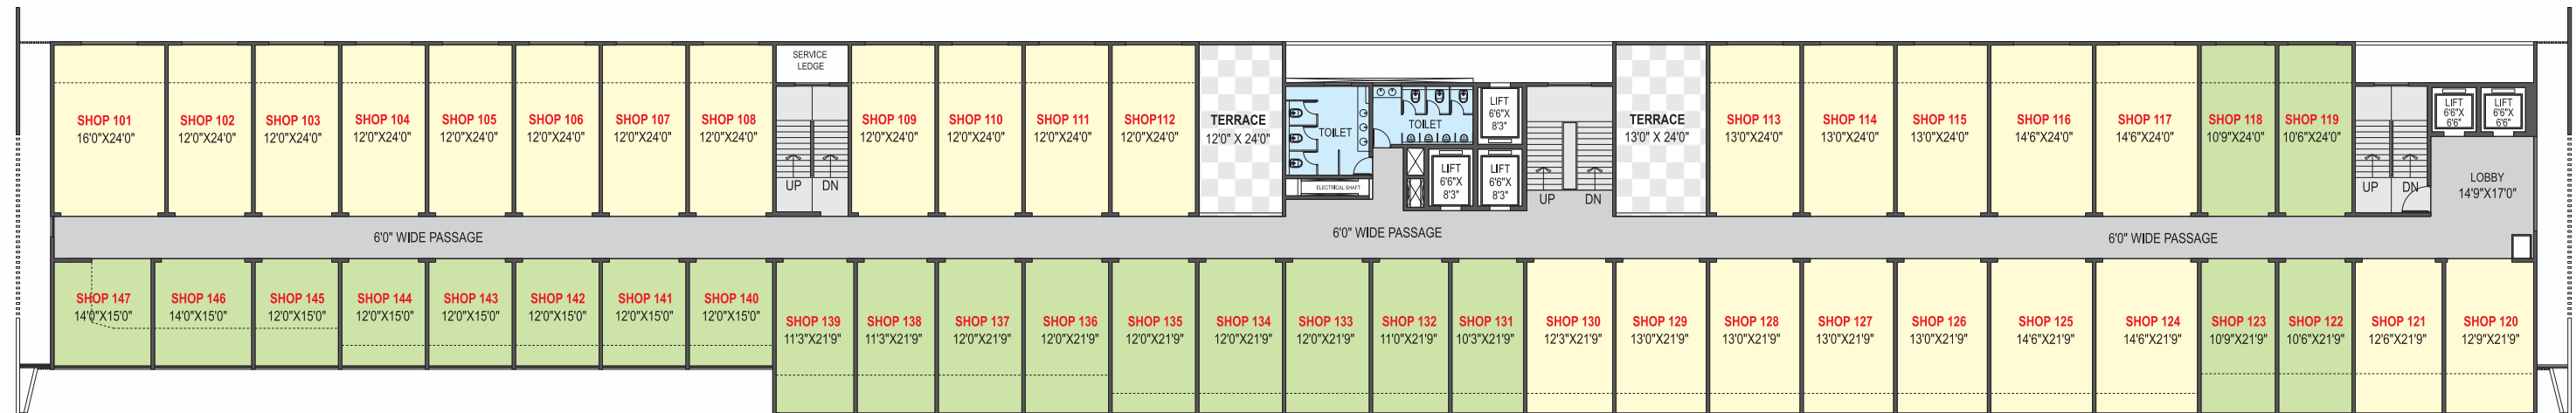 SHOP 101
16'0"X24'0"
SHOP 102
12'0"X24'0"
SHOP 103
12'0"X24'0"
SHOP 104
12'0"X24'0"
SHOP 105
12'0"X24'0"
SHOP 106
12'0"X24'0"
SHOP 107
12'0"X24'0"
SHOP 108
12'0"X24'0"
SERVICE
LEDGE
UP
DN
SHOP 109
12'0"X24'0"
SHOP 110
12'0"X24'0"
SHOP 111
12'0"X24'0"
SHOP112
12'0"X24'0"
TERRACE
12'0" X 24'0"
TOILET
ELECTRICAL SHAFT
TOILET
LIFT
6'6"X
8'3"
LIFT
6'6"X
8'3"
LIFT
6'6"X
8'3"
UP
DN
TERRACE
13'0" X 24'0"
SHOP 113
13'0"X24'0"
SHOP 114
13'0"X24'0"
SHOP 115
13'0"X24'0"
SHOP 116
14'6"X24'0"
SHOP 117
14'6"X24'0"
SHOP 118
10'9"X24'0"
SHOP 119
10'6"X24'0"
UP
DN
LIFT
6'6"X
6'6"
LIFT
6'6"X
6'6"
LOBBY
14'9"X17'0"
6'0" WIDE PASSAGE
6'0" WIDE PASSAGE
6'0" WIDE PASSAGE
SHOP 147
14'0"X15'0"
SHOP 146
14'0"X15'0"
SHOP 145
12'0"X15'0"
SHOP 144
12'0"X15'0"
SHOP 143
12'0"X15'0"
SHOP 142
12'0"X15'0"
SHOP 141
12'0"X15'0"
SHOP 140
12'0"X15'0"
SHOP 139
11'3"X21'9"
SHOP 138
11'3"X21'9"
SHOP 137
12'0"X21'9"
SHOP 136
12'0"X21'9"
SHOP 135
12'0"X21'9"
SHOP 134
12'0"X21'9"
SHOP 133
12'0"X21'9"
SHOP 132
11'0"X21'9"
SHOP 131
10'3"X21'9"
SHOP 130
12'3"X21'9"
SHOP 129
13'0"X21'9"
SHOP 128
13'0"X21'9"
SHOP 127
13'0"X21'9"
SHOP 126
13'0"X21'9"
SHOP 125
14'6"X21'9"
SHOP 124
14'6"X21'9"
SHOP 123
10'9"X21'9"
SHOP 122
10'6"X21'9"
SHOP 121
12'6"X21'9"
SHOP 120
12'9"X21'9"